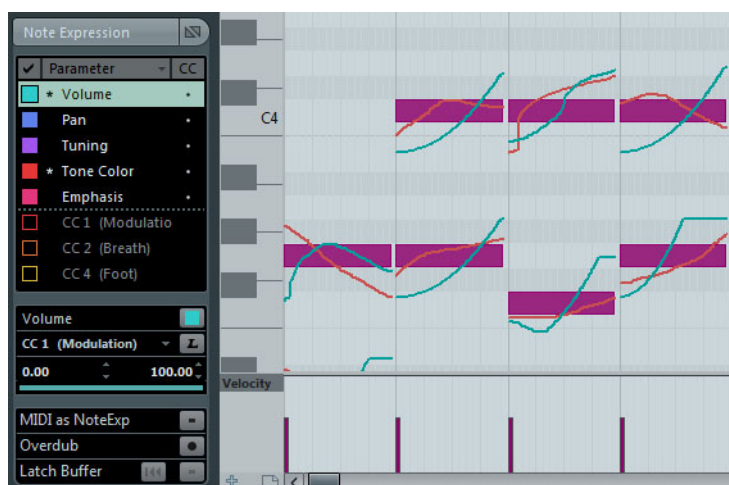 Note Expression
Parameter CC
* Volume
Pan
Tuning
* Tone Color
Emphasis
CC 1 (Modulatio
CC 2 (Breath)
CC 4 (Foot)
Volume
CC 1 (Modulation) L
0.00 100.00
MIDI as NoteExp
Overdub
Latch Buffer
C4
Velocity